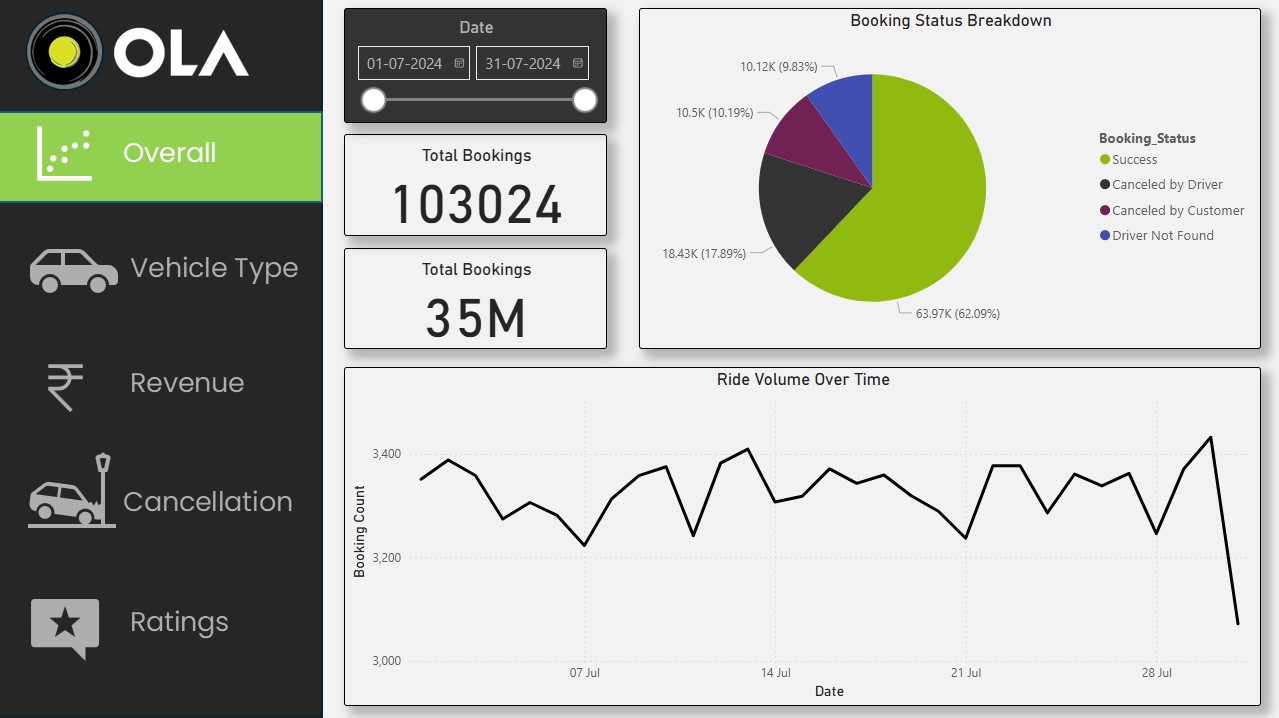 OLA
Overall
Vehicle Type
Revenue
Cancellation
Ratings
Date
01-07-2024
31-07-2024
Total Bookings
103024
Total Bookings
35M
Booking Status Breakdown
10.12K (9.83%)
10.5K (10.19%)
18.43K (17.89%)
63.97K (62.09%)
Booking_Status
Success
Canceled by Driver
Canceled by Customer
Driver Not Found
Ride Volume Over Time
Booking Count
3,400
3,200
3,000
07 Jul
14 Jul
21 Jul
28 Jul
Date